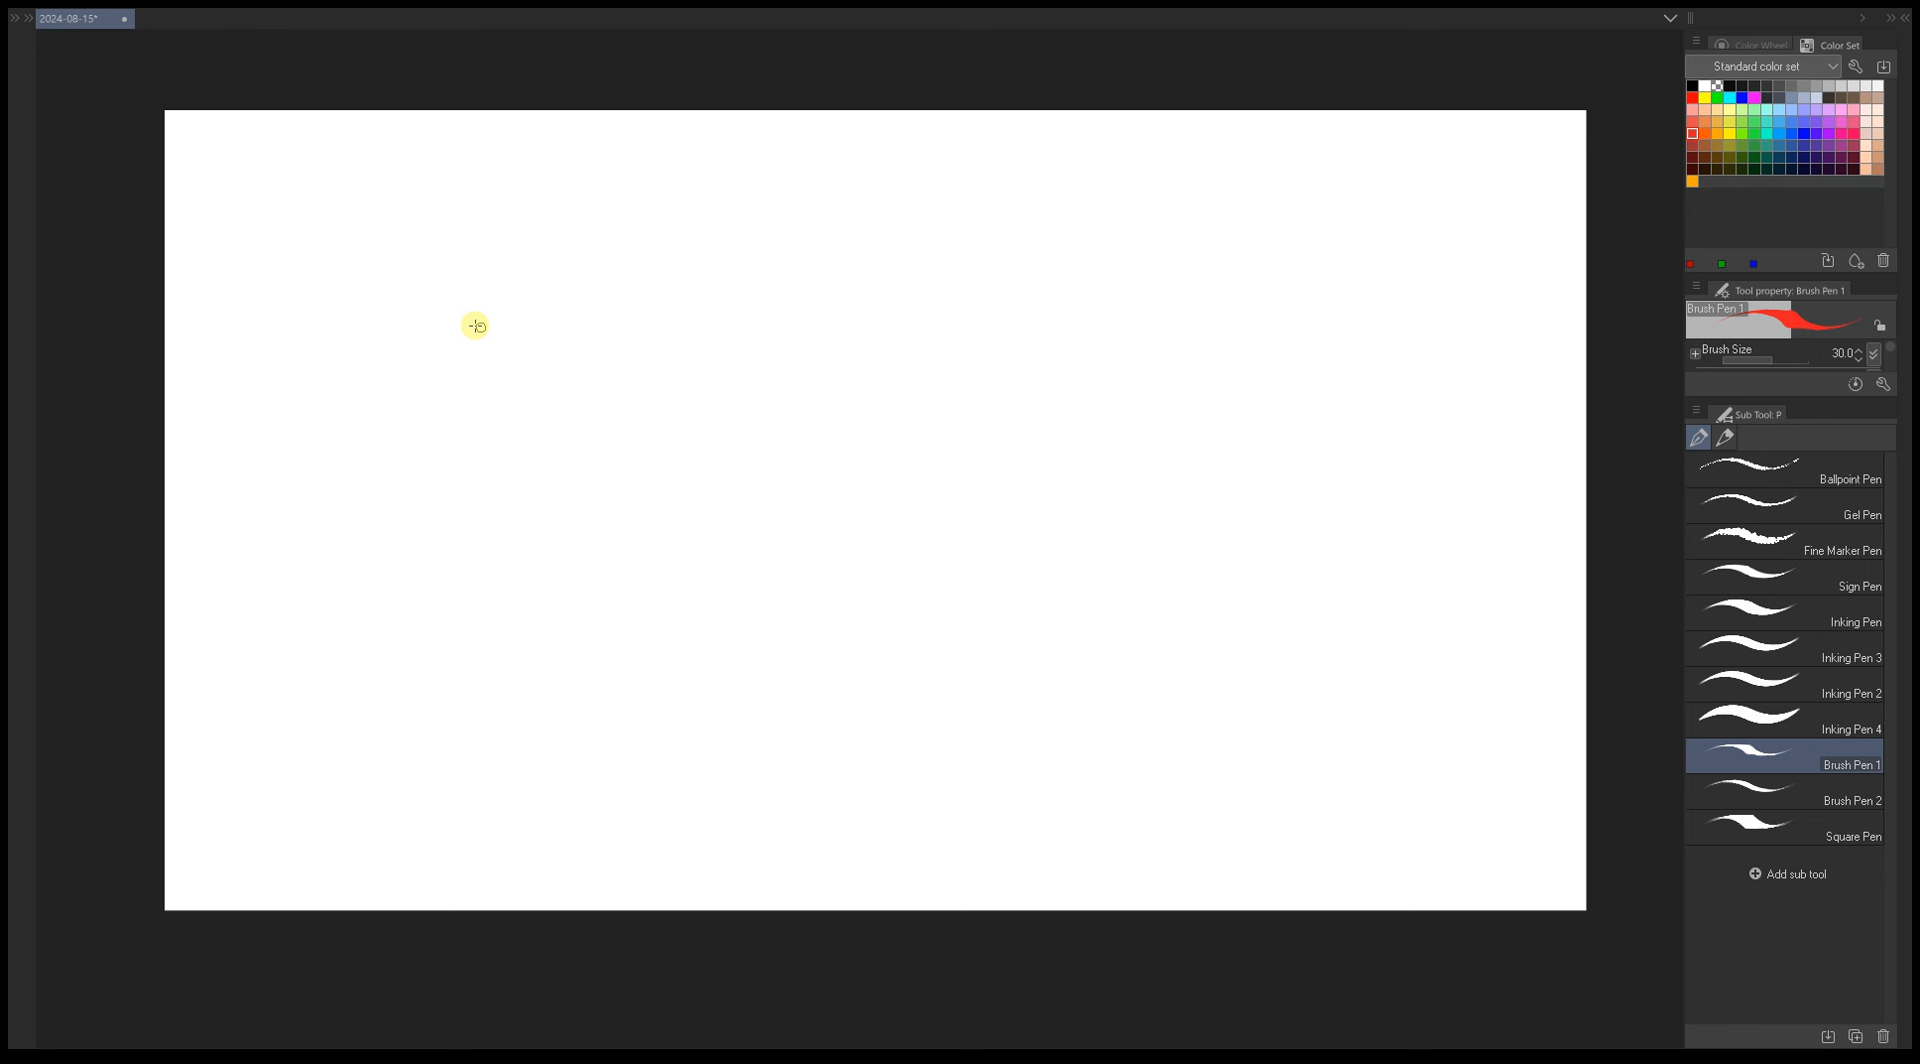 2024-08-15*
Color Wheel
Color Set
Standard color set
Tool property: Brush Pen 1
Brush Pen 1
Brush Size
30.0
Sub Tool: P
Ballpoint Pen
Gel Pen
Fine Marker Pen
Sign Pen
Inking Pen
Inking Pen 3
Inking Pen 2
Inking Pen 4
Brush Pen 1
Brush Pen 2
Square Pen
Add sub tool